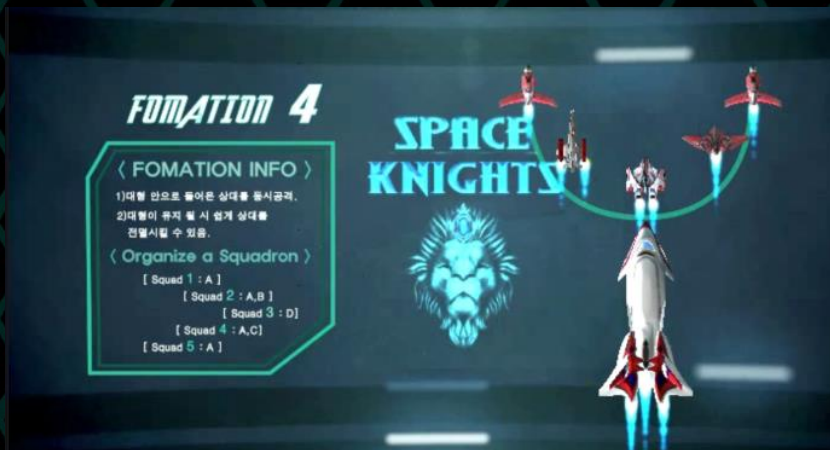 FOMATION 4
〈 FOMATION INFO 〉
1)대형 안으로 들어온 상대를 동시공격.
2)대형이 유지 될 시 쉽게 상대를
전멸시킬 수 있음.
〈 Organize a Squadron 〉
[ Squad 1 : A ]
[ Squad 2 : A,B ]
[ Squad 3 : D]
[ Squad 4 : A,C]
[ Squad 5 : A ]
SPACE
KNIGHTS